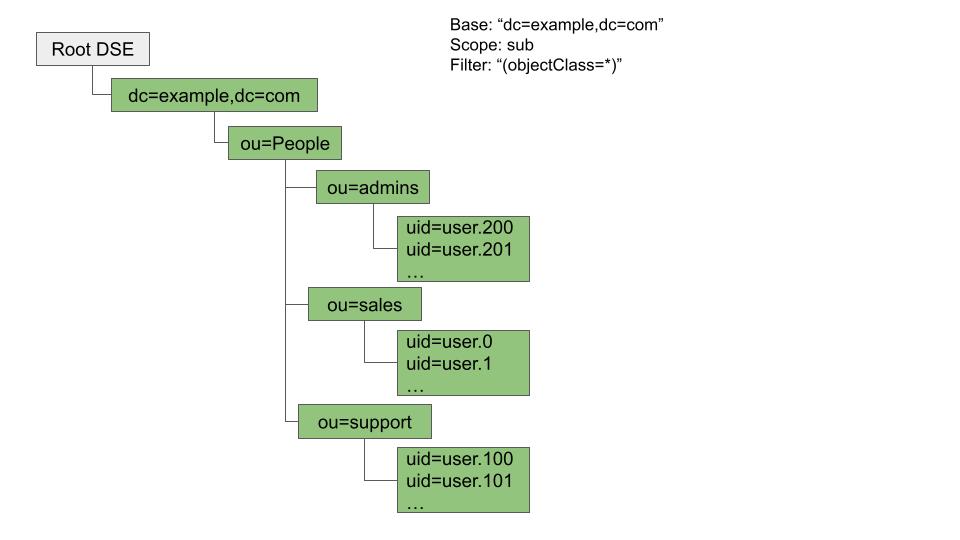 Base: “dc=example,dc=com”
Scope: sub
Filter: “(objectClass=*)”
Root DSE
dc=example,dc=com
ou=People
ou=admins
uid=user.200
uid=user.201
…
ou=sales
uid=user.0
uid=user.1
…
ou=support
uid=user.100
uid=user.101
…